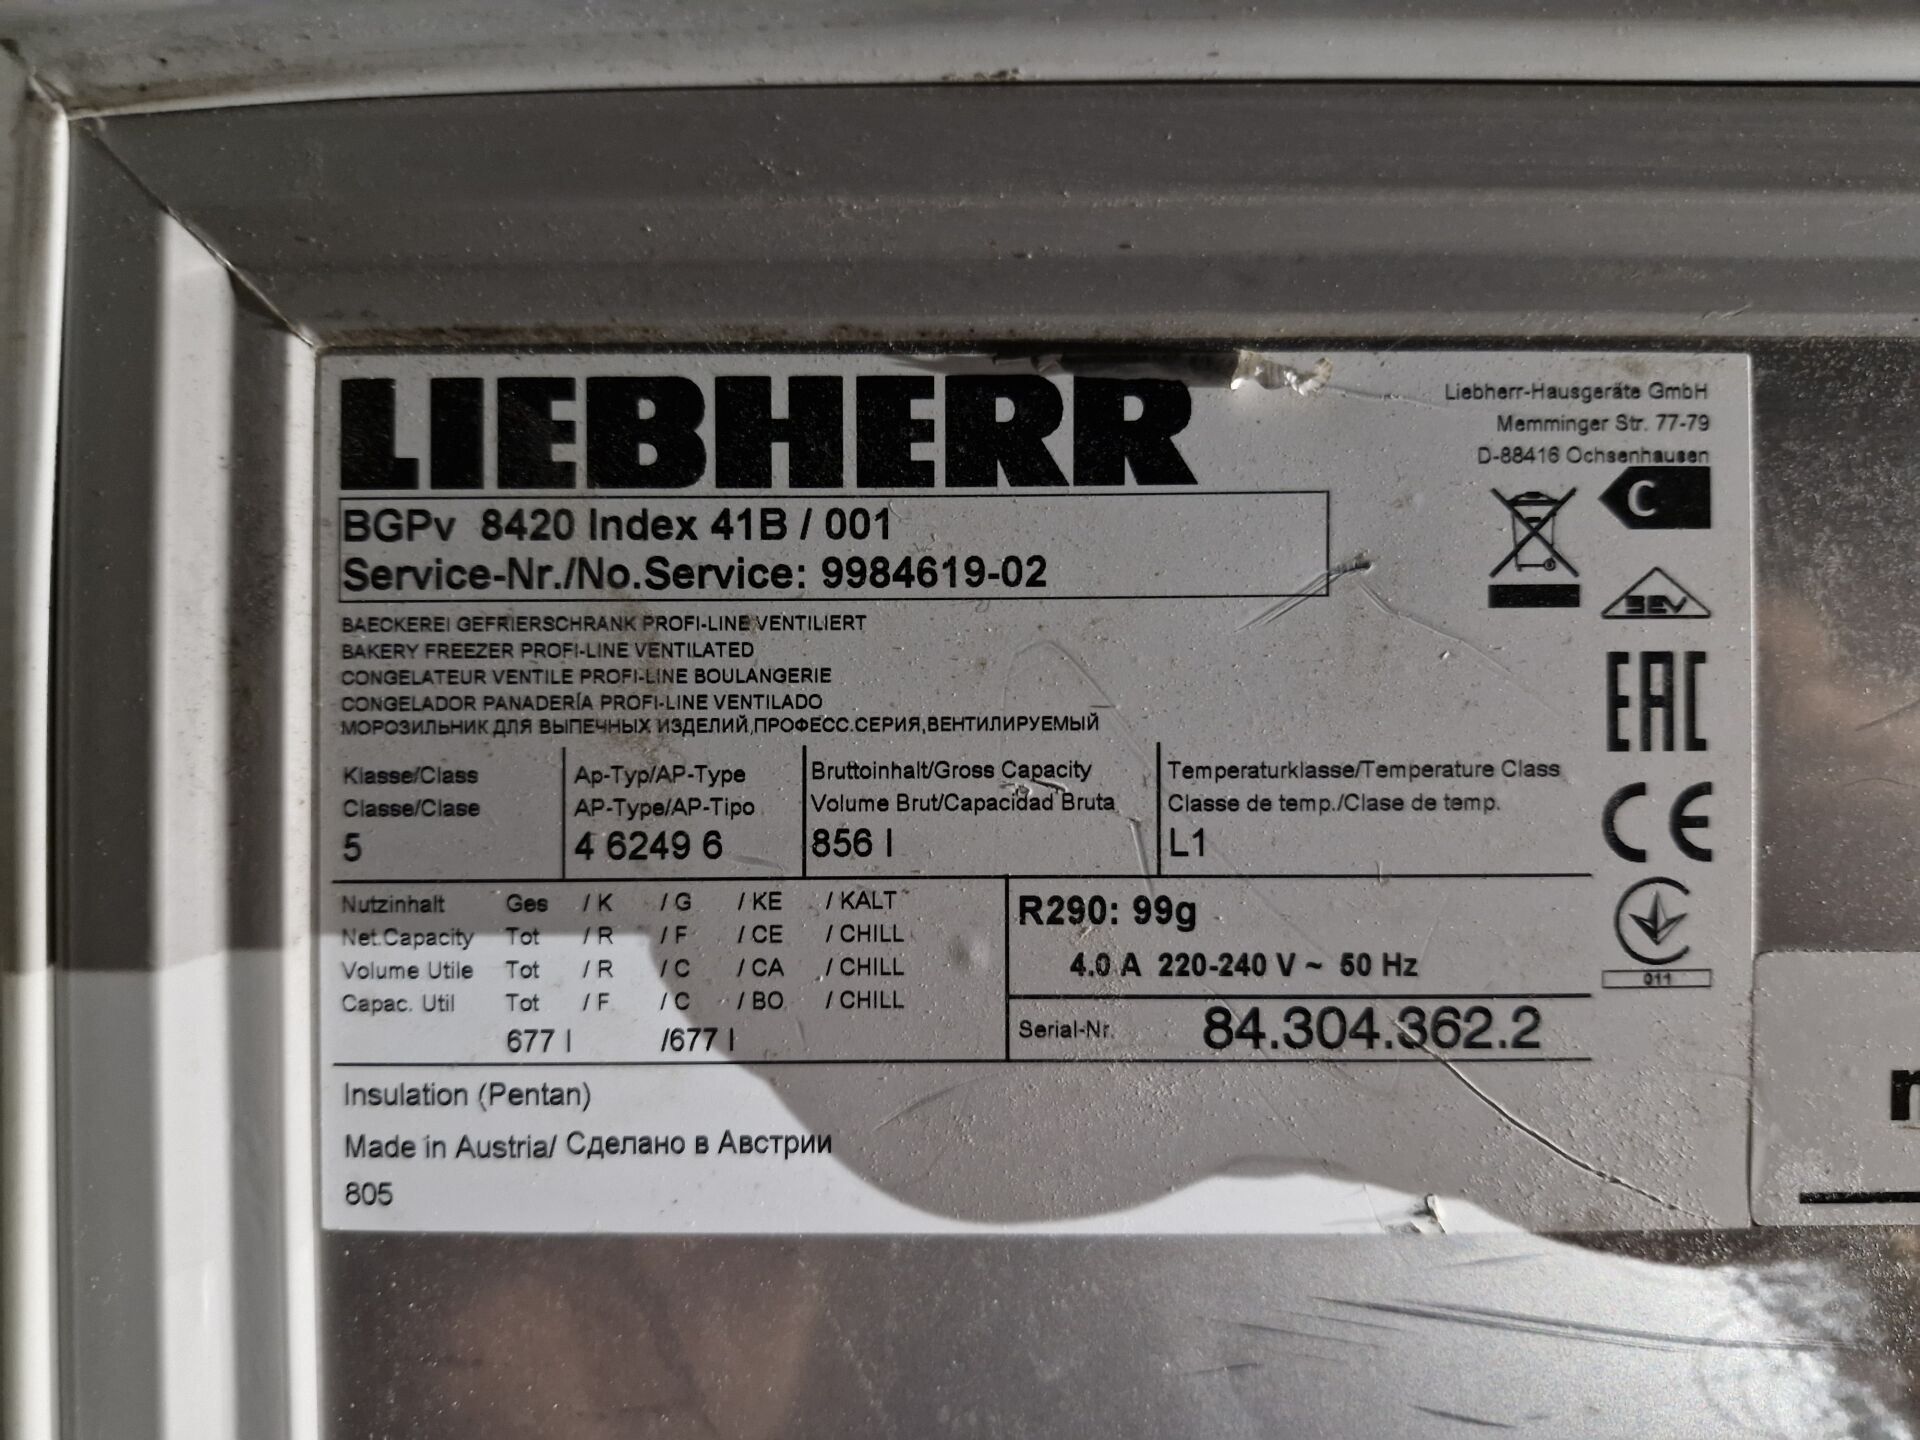 LIEBHERR
Liebherr-Hausgeräte GmbH
Memminger Str. 77-79
D-88416 Ochsenhausen
C
BGPv 8420 Index 41B / 001
Service-Nr./No.Service: 9984619-02
BAECKEREI GEFRIERSCHRANK PROFI-LINE VENTILIERT
BAKERY FREEZER PROFI-LINE VENTILATED
CONGELATEUR VENTILE PROFI-LINE BOULANGERIE
CONGELADOR PANADERÍA PROFI-LINE VENTILADO
МОРОЗИЛЬНИК ДЛЯ ВЫПЕЧНЫХ ИЗДЕЛИЙ,ПРОФЕСС.СЕРИЯ,ВЕНТИЛИРУЕМЫЙ
SEV
EAC
CE
011
Klasse/Class
Classe/Clase
5
Ap-Typ/AP-Type
AP-Type/AP-Tipo
4 6249 6
Bruttoinhalt/Gross Capacity
Volume Brut/Capacidad Bruta
856 l
Temperaturklasse/Temperature Class
Classe de temp./Clase de temp.
L1
Nutzinhalt Ges / K / G / KE / KALT
Net.Capacity Tot / R / F / CE / CHILL
Volume Utile Tot / R / C / CA / CHILL
Capac. Util Tot / F / C / BO / CHILL
677 l /677 l
R290: 99g
4.0 A 220-240 V ~ 50 Hz
Serial-Nr. 84.304.362.2
Insulation (Pentan)
Made in Austria/ Сделано в Австрии
805